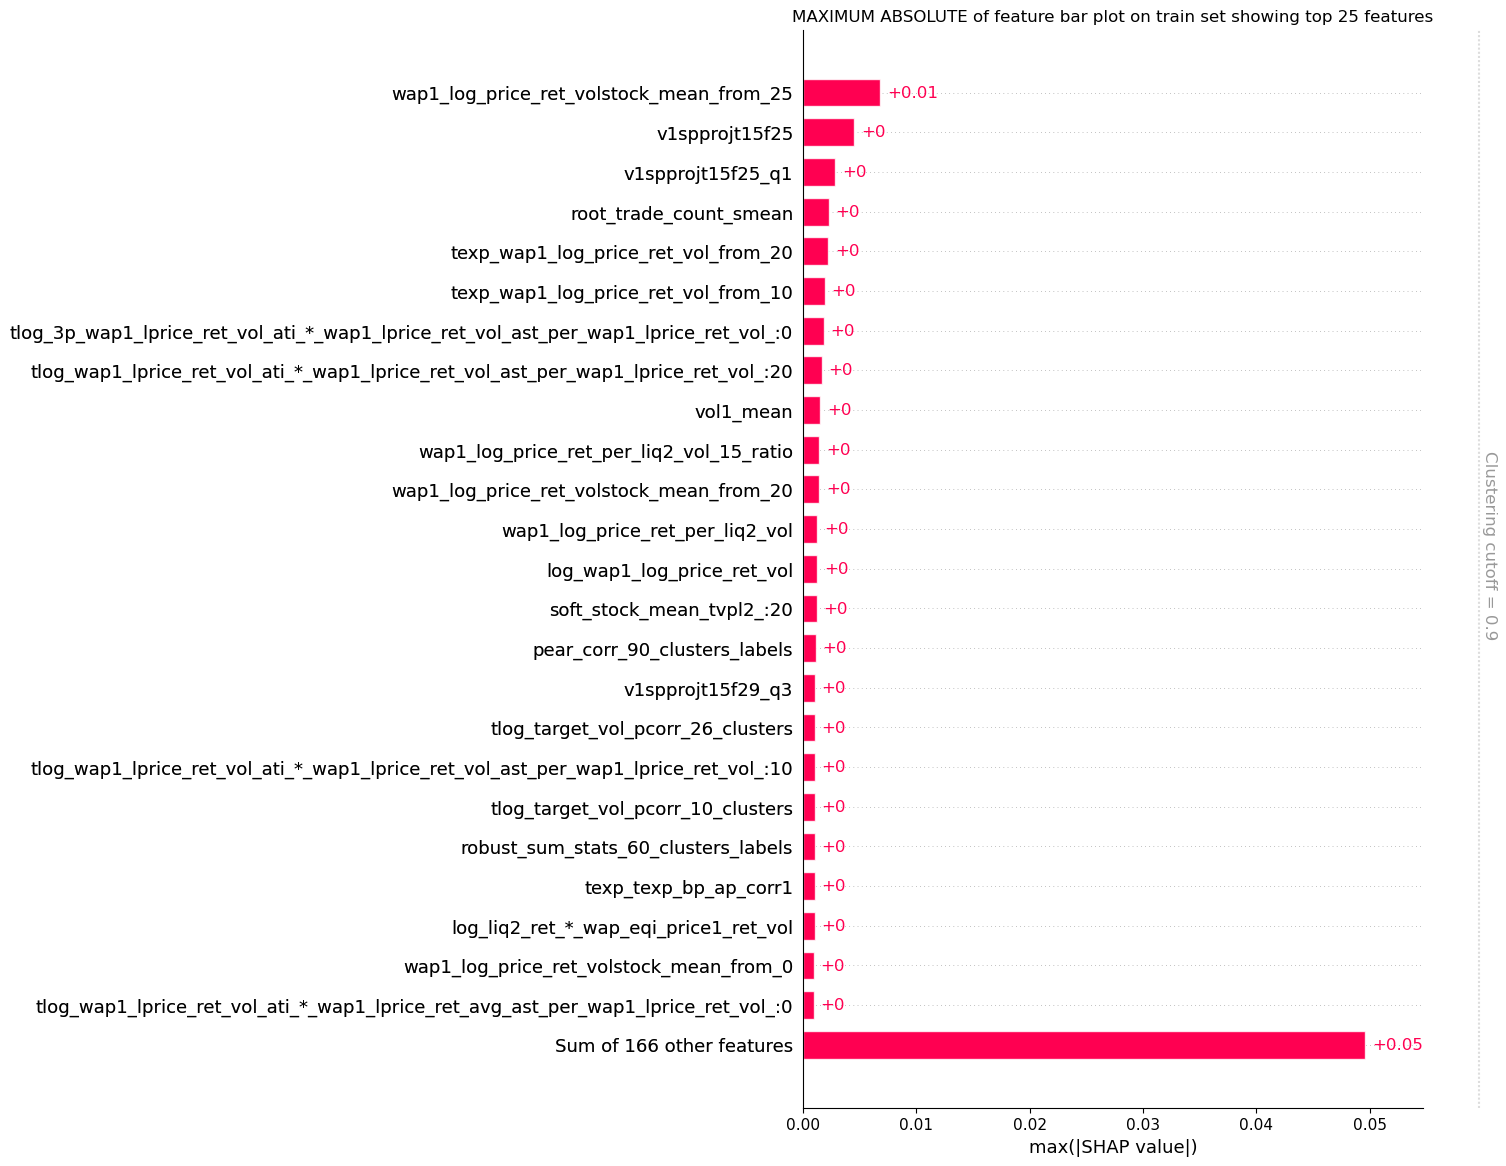 MAXIMUM ABSOLUTE of feature bar plot on train set showing top 25 features
wap1_log_price_ret_volstock_mean_from_25 +0.01
v1spprojt15f25 +0
v1spprojt15f25_q1 +0
root_trade_count_smean +0
texp_wap1_log_price_ret_vol_from_20 +0
texp_wap1_log_price_ret_vol_from_10 +0
tlog_3p_wap1_lprice_ret_vol_ati_*_wap1_lprice_ret_vol_ast_per_wap1_lprice_ret_vol_:0 +0
tlog_wap1_lprice_ret_vol_ati_*_wap1_lprice_ret_vol_ast_per_wap1_lprice_ret_vol_:20 +0
vol1_mean +0
wap1_log_price_ret_per_liq2_vol_15_ratio +0
wap1_log_price_ret_volstock_mean_from_20 +0
wap1_log_price_ret_per_liq2_vol +0
log_wap1_log_price_ret_vol +0
soft_stock_mean_tvpl2_:20 +0
pear_corr_90_clusters_labels +0
v1spprojt15f29_q3 +0
tlog_target_vol_pcorr_26_clusters +0
tlog_wap1_lprice_ret_vol_ati_*_wap1_lprice_ret_vol_ast_per_wap1_lprice_ret_vol_:10 +0
tlog_target_vol_pcorr_10_clusters +0
robust_sum_stats_60_clusters_labels +0
texp_texp_bp_ap_corr1 +0
log_liq2_ret_*_wap_eqi_price1_ret_vol +0
wap1_log_price_ret_volstock_mean_from_0 +0
tlog_wap1_lprice_ret_vol_ati_*_wap1_lprice_ret_avg_ast_per_wap1_lprice_ret_vol_:0 +0
Sum of 166 other features +0.05
0.00 0.01 0.02 0.03 0.04 0.05
max(|SHAP value|)
Clustering cutoff = 0.9